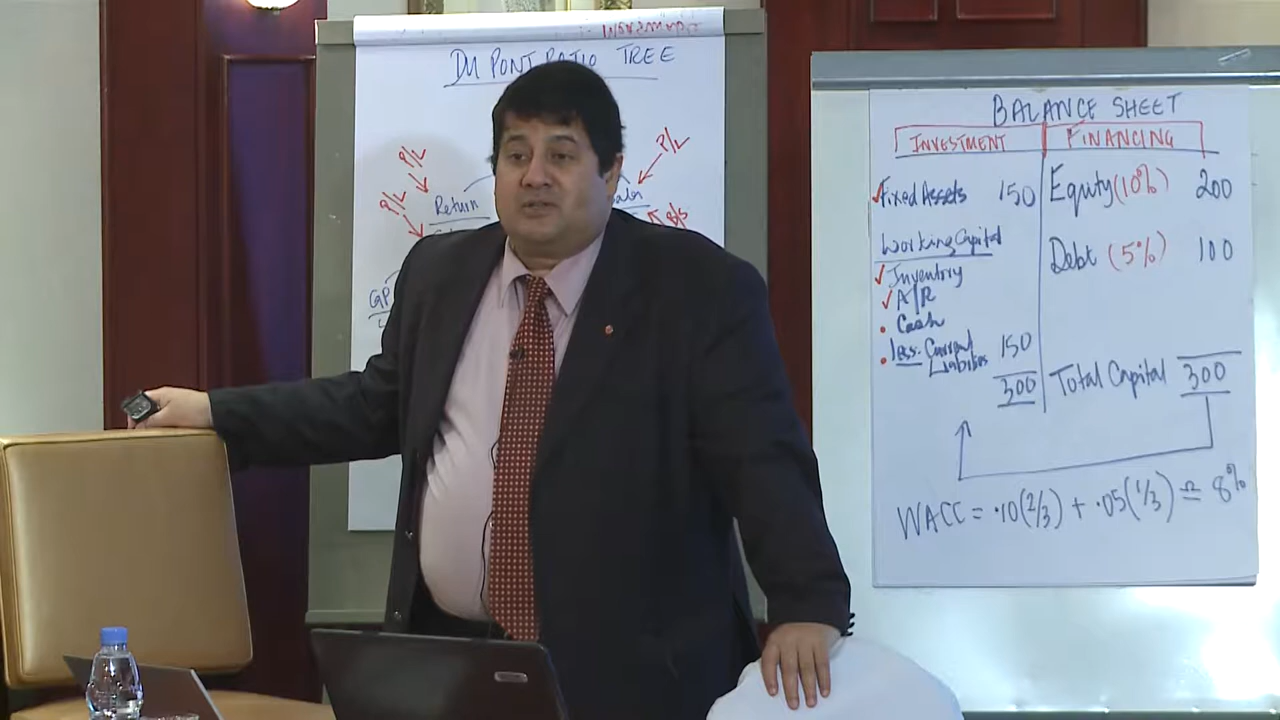 DU PONT RATIO TREE
P/L
P/L
P/L
Return
B/S
GP
BALANCE SHEET
INVESTMENT FINANCING
Fixed Assets 150 Equity (10%) 200
Working Capital Debt (5%) 100
Inventory
A/R
Cash
less: Current Liabilities 150
300 Total Capital 300
WACC = .10(2/3) + .05(1/3) = 8%